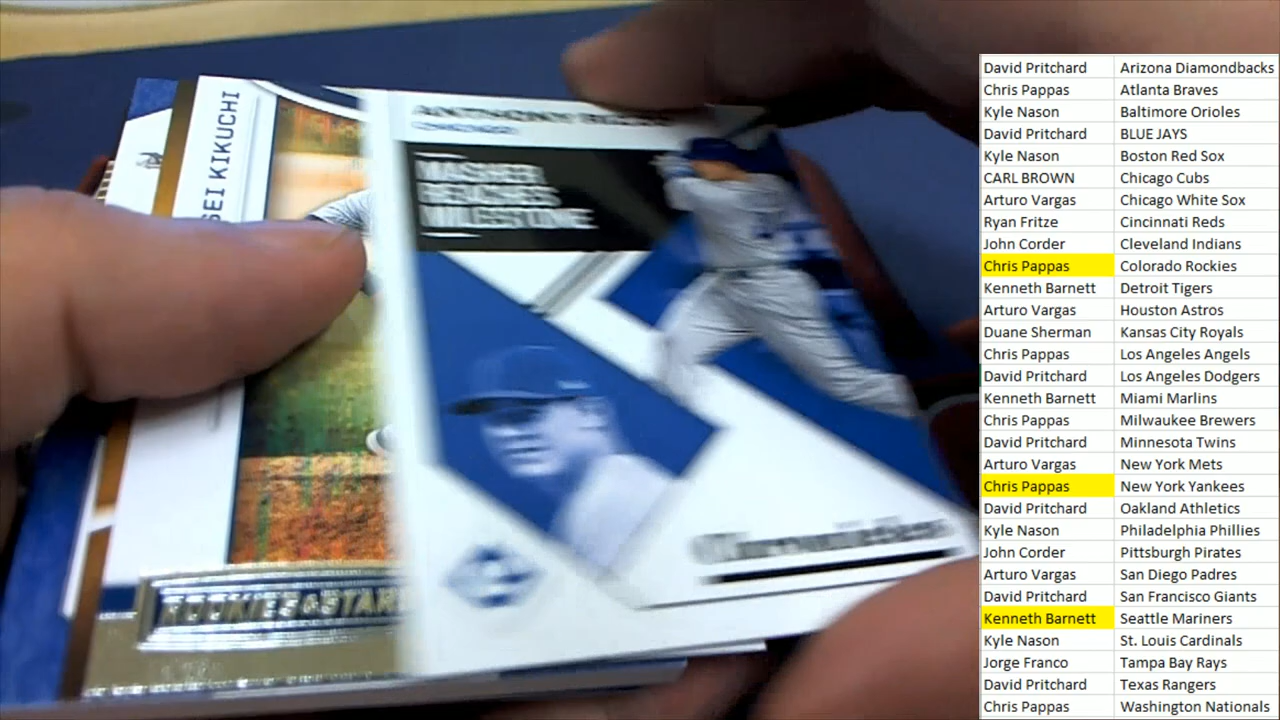 SEI KIKUCHI
ANTHONY
CHICAGO
MASHER
REACHES
MILESTONE
Chronicles
ROOKIES & STAR
David Pritchard Arizona Diamondbacks
Chris Pappas Atlanta Braves
Kyle Nason Baltimore Orioles
David Pritchard BLUE JAYS
Kyle Nason Boston Red Sox
CARL BROWN Chicago Cubs
Arturo Vargas Chicago White Sox
Ryan Fritze Cincinnati Reds
John Corder Cleveland Indians
Chris Pappas Colorado Rockies
Kenneth Barnett Detroit Tigers
Arturo Vargas Houston Astros
Duane Sherman Kansas City Royals
Chris Pappas Los Angeles Angels
David Pritchard Los Angeles Dodgers
Kenneth Barnett Miami Marlins
Chris Pappas Milwaukee Brewers
David Pritchard Minnesota Twins
Arturo Vargas New York Mets
Chris Pappas New York Yankees
David Pritchard Oakland Athletics
Kyle Nason Philadelphia Phillies
John Corder Pittsburgh Pirates
Arturo Vargas San Diego Padres
David Pritchard San Francisco Giants
Kenneth Barnett Seattle Mariners
Kyle Nason St. Louis Cardinals
Jorge Franco Tampa Bay Rays
David Pritchard Texas Rangers
Chris Pappas Washington Nationals